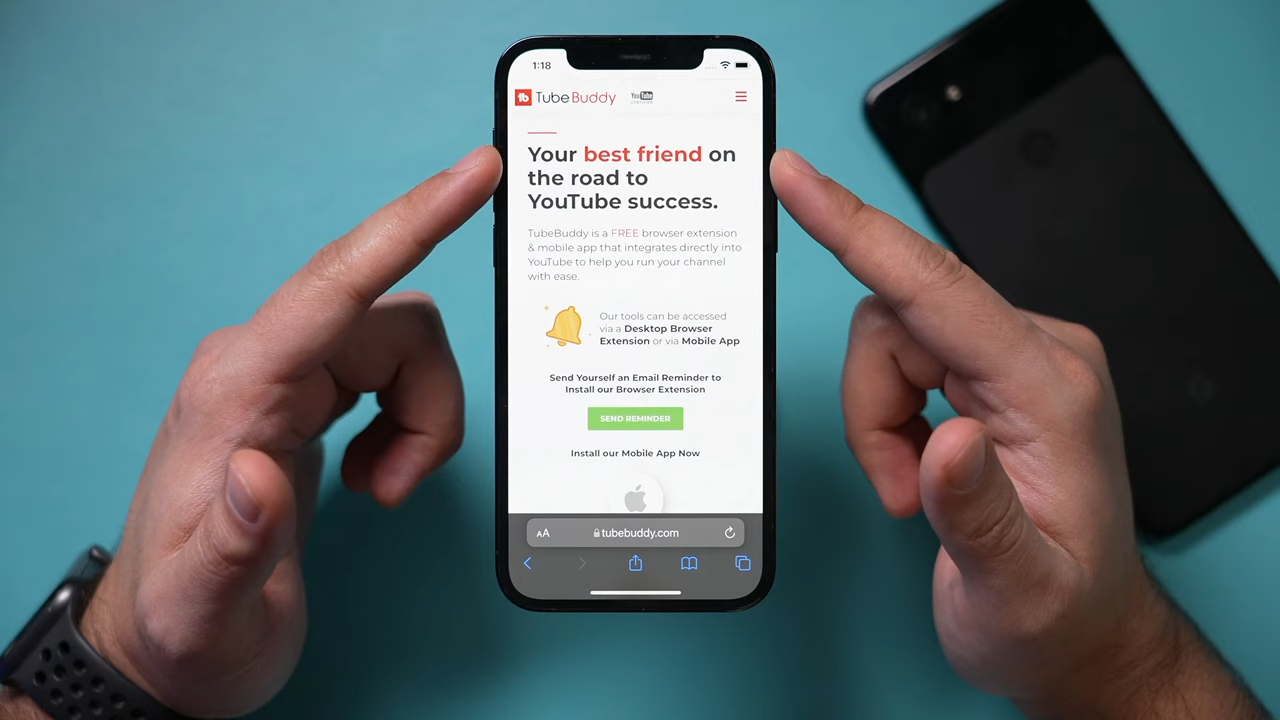 1:18
TubeBuddy YouTube CERTIFIED
Your best friend on
the road to
YouTube success.
TubeBuddy is a FREE browser extension
& mobile app that integrates directly into
YouTube to help you run your channel
with ease.
Our tools can be accessed
via a Desktop Browser
Extension or via Mobile App
Send Yourself an Email Reminder to
Install our Browser Extension
SEND REMINDER
Install our Mobile App Now
AA tubebuddy.com